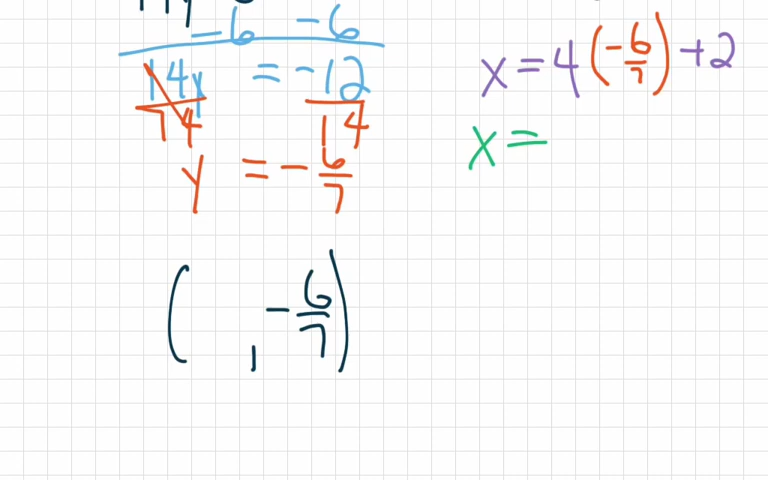 -6 -6
14y = -12
14 14
y = -6/7
( , -6/7)
x = 4(-6/7) + 2
x =